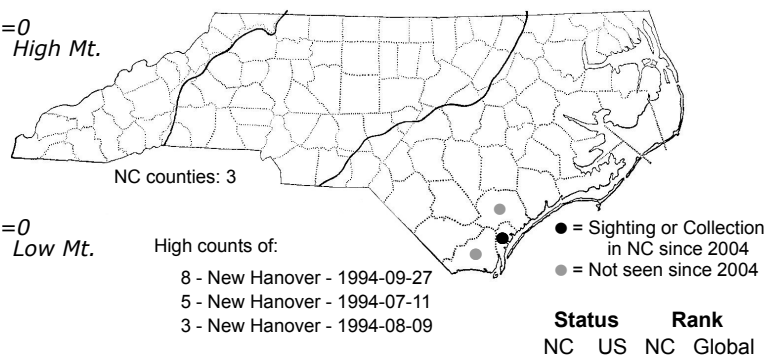 =0
High Mt.
NC counties: 3
=0
Low Mt.
High counts of:
8 - New Hanover - 1994-09-27
5 - New Hanover - 1994-07-11
3 - New Hanover - 1994-08-09
= Sighting or Collection
in NC since 2004
= Not seen since 2004
Status Rank
NC US NC Global